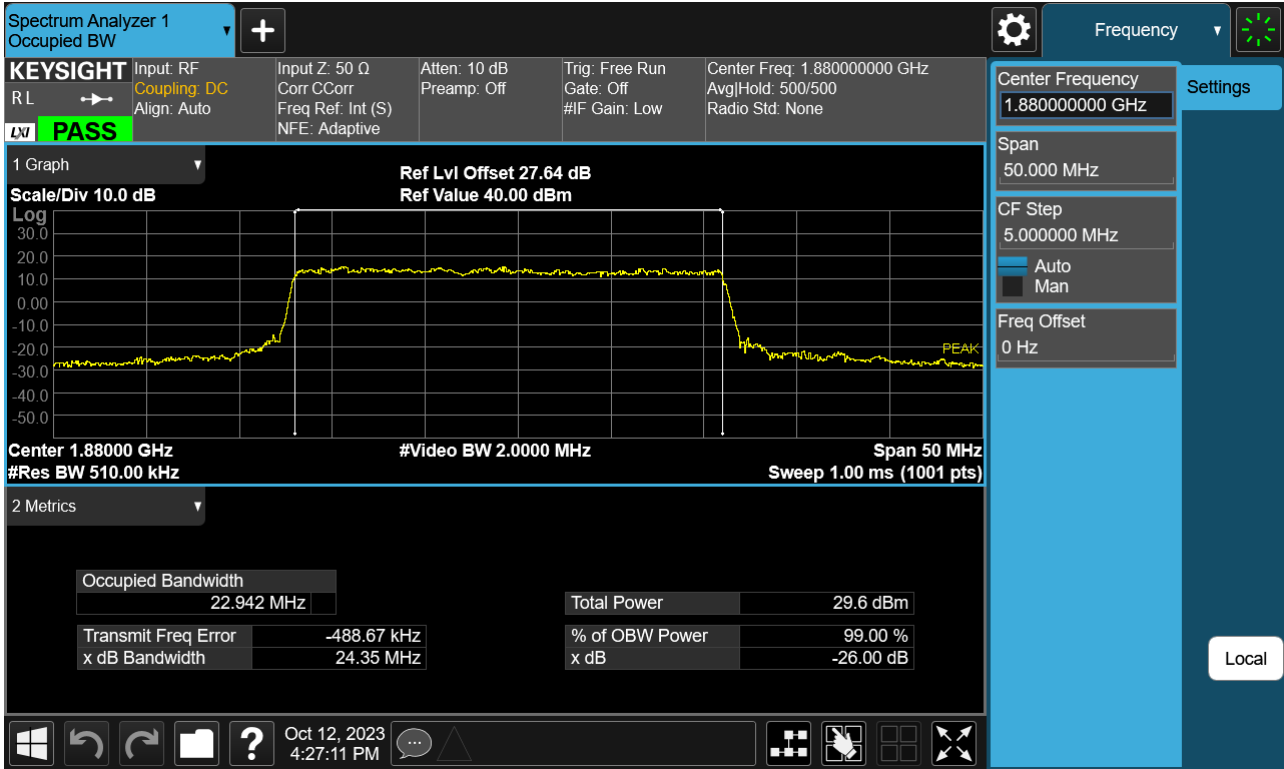 Spectrum Analyzer 1
Occupied BW
Frequency
KEYSIGHT
R L
LXI
PASS
Input: RF
Coupling: DC
Align: Auto
Input Z: 50 Ω
Corr CCorr
Freq Ref: Int (S)
NFE: Adaptive
Atten: 10 dB
Preamp: Off
Trig: Free Run
Gate: Off
#IF Gain: Low
Center Freq: 1.880000000 GHz
Avg|Hold: 500/500
Radio Std: None
Center Frequency
1.880000000 GHz
Settings
Span
50.000 MHz
CF Step
5.000000 MHz
Auto
Man
Freq Offset
0 Hz
Local
1 Graph
Scale/Div 10.0 dB
Ref Lvl Offset 27.64 dB
Ref Value 40.00 dBm
Log
30.0
20.0
10.0
0.00
-10.0
-20.0
-30.0
-40.0
-50.0
PEAK
Center 1.88000 GHz
#Video BW 2.0000 MHz
Span 50 MHz
#Res BW 510.00 kHz
Sweep 1.00 ms (1001 pts)
2 Metrics
Occupied Bandwidth
22.942 MHz
Total Power 29.6 dBm
Transmit Freq Error -488.67 kHz
% of OBW Power 99.00 %
x dB Bandwidth 24.35 MHz
x dB -26.00 dB
?
Oct 12, 2023
4:27:11 PM